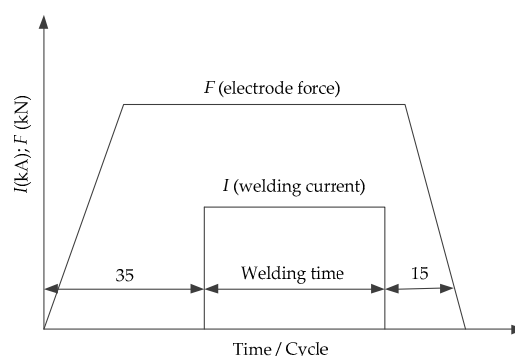 F (electrode force)
I(kA); F (kN)
I (welding current)
35
Welding time
15
Time / Cycle